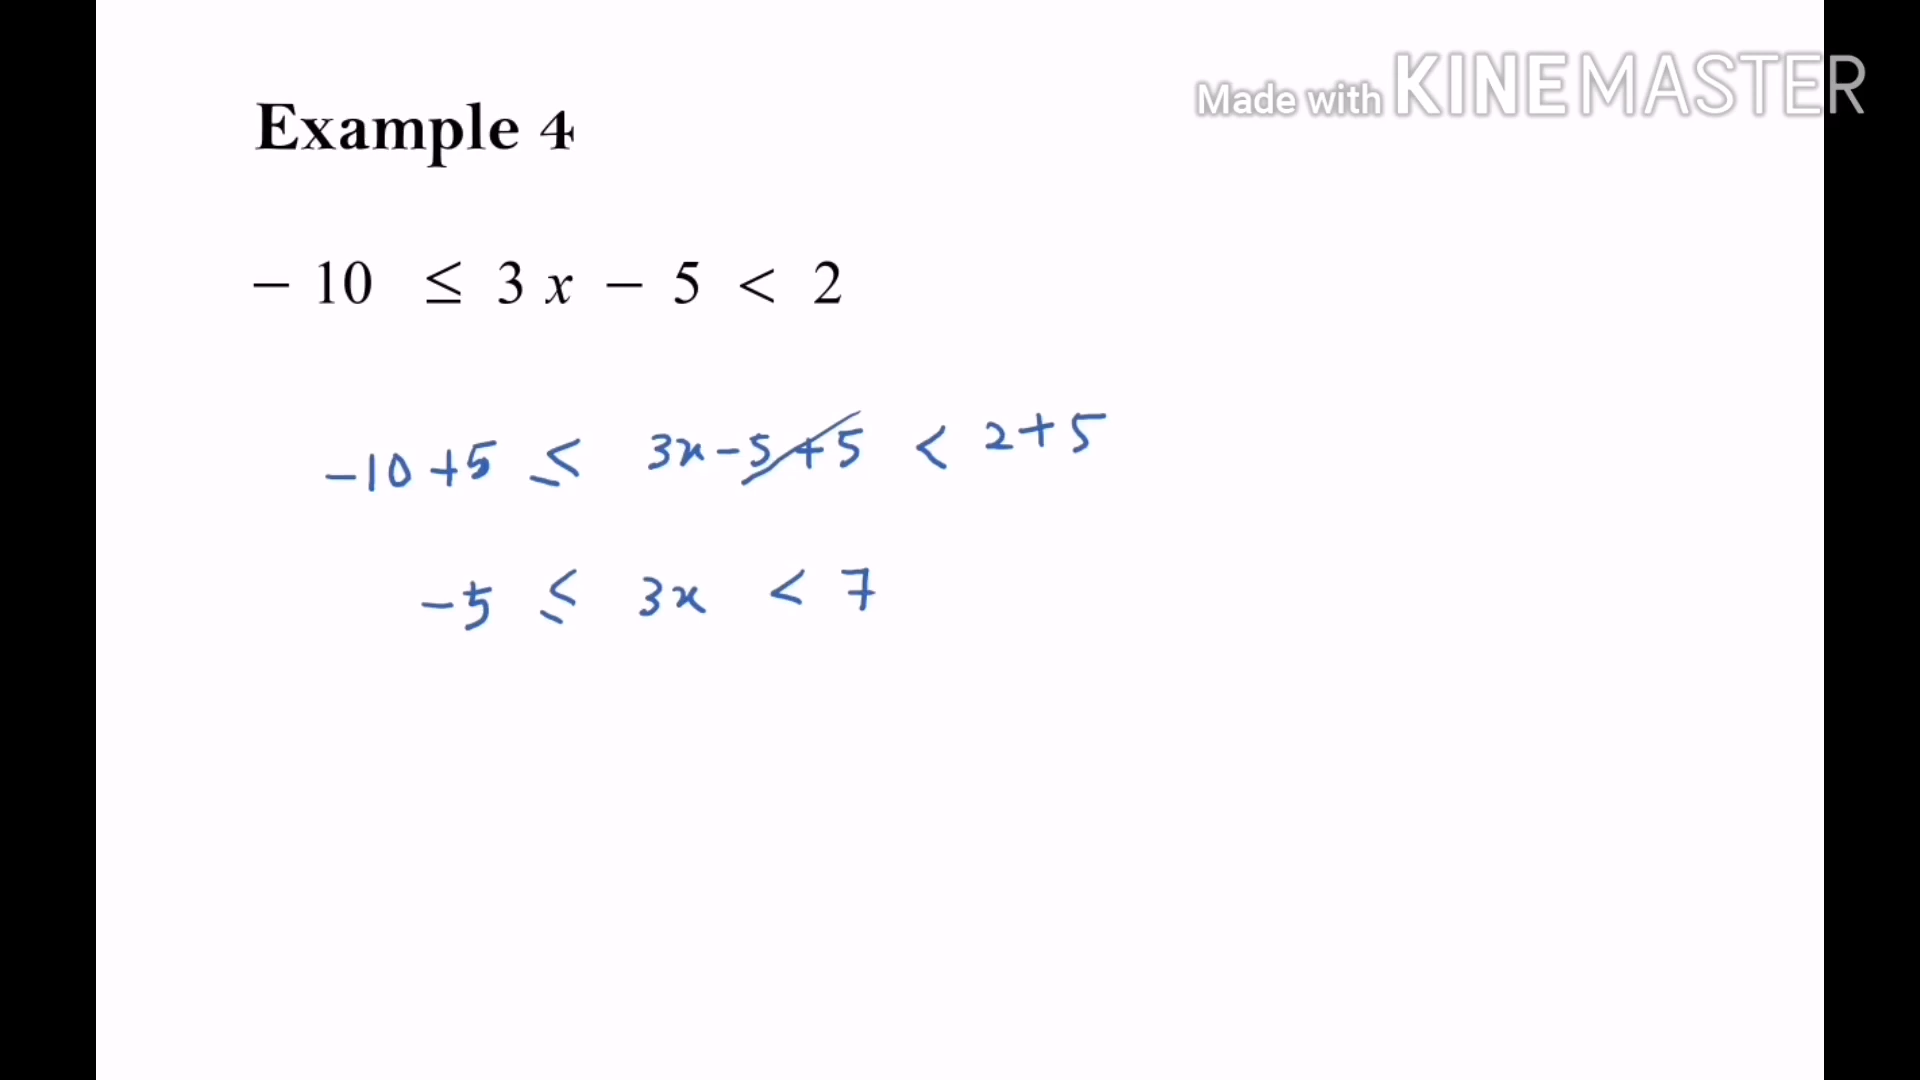 Made with KINEMASTER
Example 4
− 10 ≤ 3 x − 5 < 2
-10 +5 ≤ 3x - 5 + 5 < 2 + 5
-5 ≤ 3x < 7